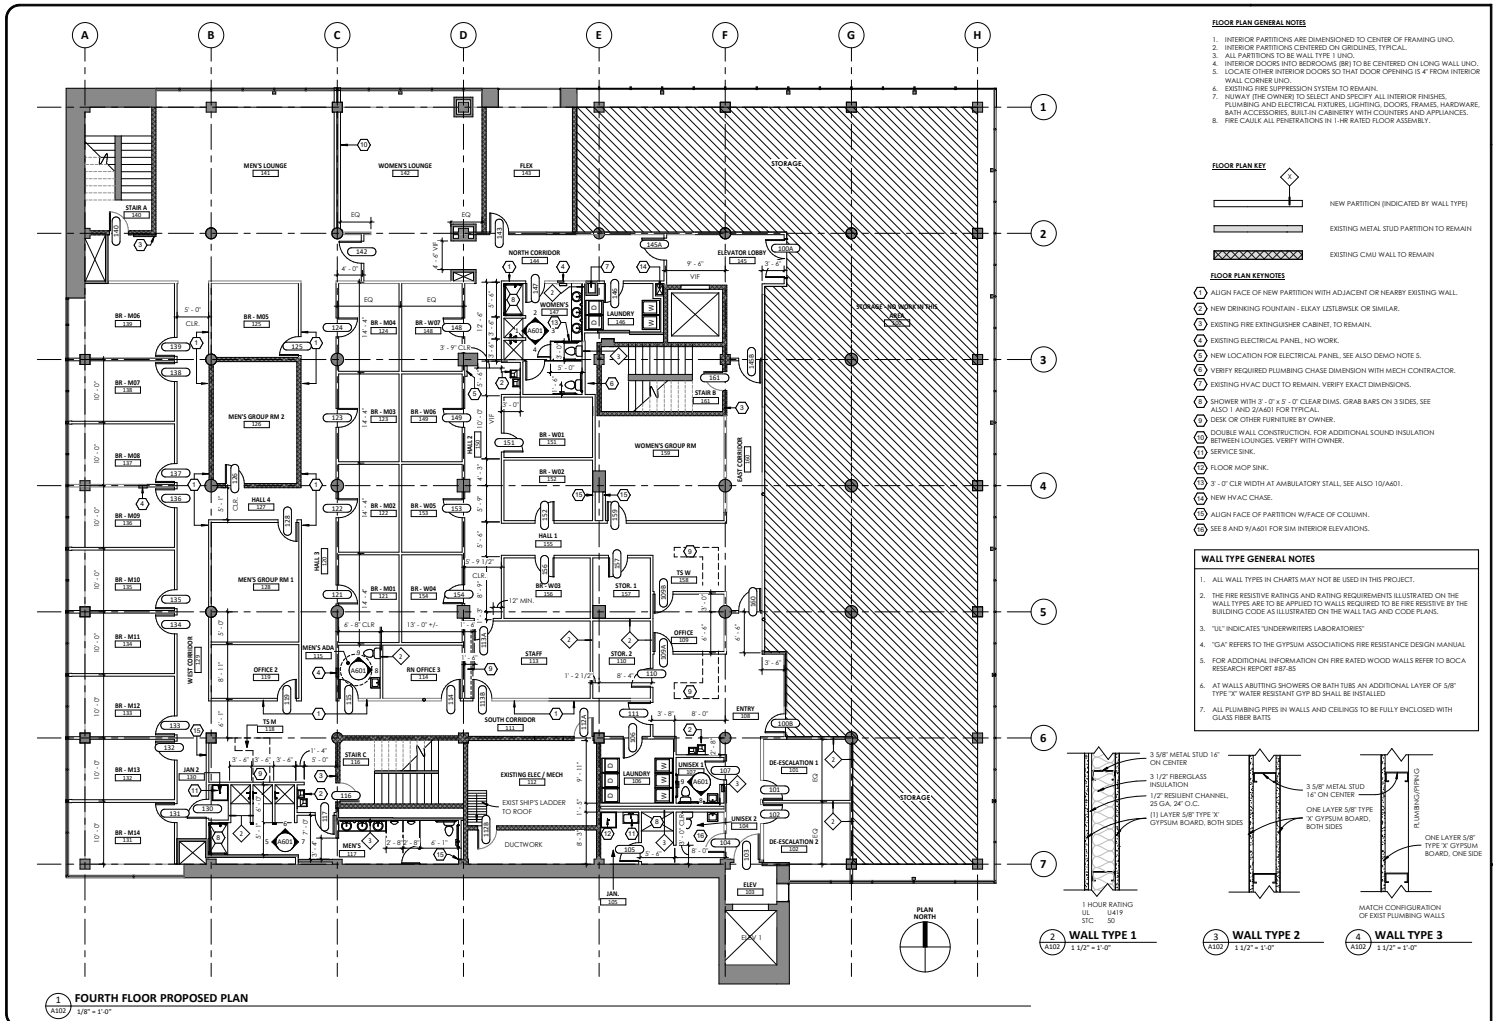 A B C D E F G H
FLOOR PLAN GENERAL NOTES
1. INTERIOR PARTITIONS ARE DIMENSIONED TO CENTER OF FRAMING UNO.
2. INTERIOR PARTITIONS CENTERED ON GRIDLINES, TYPICAL.
3. ALL PARTITIONS TO BE WALL TYPE 1 UNO.
4. INTERIOR DOORS INTO BEDROOMS (BR) TO BE CENTERED ON LONG WALL UNO.
5. LOCATE OTHER INTERIOR DOORS SO THAT DOOR OPENING IS 4" FROM INTERIOR
WALL CORNER UNO.
6. EXISTING FIRE SUPPRESSION SYSTEM TO REMAIN.
7. NUWAY (THE OWNER) TO SELECT AND SPECIFY ALL INTERIOR FINISHES,
PLUMBING AND ELECTRICAL FIXTURES, LIGHTING, DOORS, FRAMES, HARDWARE,
BATH ACCESSORIES, BUILT-IN CABINETRY WITH COUNTERS AND APPLIANCES.
8. FIRE CAULK ALL PENETRATIONS IN 1-HR RATED FLOOR ASSEMBLY.
FLOOR PLAN KEY
X
NEW PARTITION (INDICATED BY WALL TYPE)
EXISTING METAL STUD PARTITION TO REMAIN
EXISTING CMU WALL TO REMAIN
FLOOR PLAN KEYNOTES
1 ALIGN FACE OF NEW PARTITION WITH ADJACENT OR NEARBY EXISTING WALL.
2 NEW DRINKING FOUNTAIN - ELKAY LZSTL8WSLK OR SIMILAR.
3 EXISTING FIRE EXTINGUISHER CABINET, TO REMAIN.
4 EXISTING ELECTRICAL PANEL, NO WORK.
5 NEW LOCATION FOR ELECTRICAL PANEL, SEE ALSO DEMO NOTE 5.
6 VERIFY REQUIRED PLUMBING CHASE DIMENSION WITH MECH CONTRACTOR.
7 EXISTING HVAC DUCT TO REMAIN. VERIFY EXACT DIMENSIONS.
8 SHOWER WITH 3' - 0" x 5' - 0" CLEAR DIMS. GRAB BARS ON 3 SIDES, SEE
ALSO 1 AND 2/A601 FOR TYPICAL.
9 DESK OR OTHER FURNITURE BY OWNER.
10 DOUBLE WALL CONSTRUCTION. FOR ADDITIONAL SOUND INSULATION
BETWEEN LOUNGES. VERIFY WITH OWNER.
11 SERVICE SINK.
12 FLOOR MOP SINK.
13 3' - 0" CLR WIDTH AT AMBULATORY STALL, SEE ALSO 10/A601.
14 NEW HVAC CHASE.
15 ALIGN FACE OF PARTITION W/FACE OF COLUMN.
16 SEE 8 AND 9/A601 FOR SIM INTERIOR ELEVATIONS.
WALL TYPE GENERAL NOTES
1. ALL WALL TYPES IN CHARTS MAY NOT BE USED IN THIS PROJECT.
2. THE FIRE RESISTIVE RATINGS AND RATING REQUIREMENTS ILLUSTRATED ON THE
WALL TYPES ARE TO BE APPLIED TO WALLS REQUIRED TO BE FIRE RESISTIVE BY THE
BUILDING CODE AS ILLUSTRATED ON THE WALL TAG AND CODE PLANS.
3. "UL" INDICATES "UNDERWRITERS LABORATORIES"
4. "GA" REFERS TO THE GYPSUM ASSOCIATIONS FIRE RESISTANCE DESIGN MANUAL
5. FOR ADDITIONAL INFORMATION ON FIRE RATED WOOD WALLS REFER TO BOCA
RESEARCH REPORT #87-85
6. AT WALLS ABUTTING SHOWERS OR BATH TUBS AN ADDITIONAL LAYER OF 5/8"
TYPE "X" WATER RESISTANT GYP BD SHALL BE INSTALLED
7. ALL PLUMBING PIPES IN WALLS AND CEILINGS TO BE FULLY ENCLOSED WITH
GLASS FIBER BATTS
1
2
3
4
5
6
7
MEN'S LOUNGE
141
WOMEN'S LOUNGE
142
FLEX
143
STORAGE
STAIR A
140
NORTH CORRIDOR
144
ELEVATOR LOBBY
145
STORAGE - NO WORK IN THIS
AREA
BR - M06
139
BR - M05
125
BR - M04
124
BR - W07
148
WOMEN'S
147
LAUNDRY
146
BR - M07
138
MEN'S GROUP RM 2
126
BR - M03
123
BR - W06
149
STAIR B
161
BR - M08
137
BR - W01
151
WOMEN'S GROUP RM
159
HALL 2
150
BR - W02
152
EAST CORRIDOR
160
BR - M09
136
HALL 4
127
BR - M02
122
BR - W05
153
HALL 1
155
BR - M10
135
MEN'S GROUP RM 1
128
HALL 3
120
BR - M01
121
BR - W04
154
BR - W03
156
STOR. 1
157
TS W
158
BR - M11
134
WEST CORRIDOR
129
OFFICE 2
119
MEN'S ADA
115
RN OFFICE 3
114
STAFF
113
STOR. 2
110
OFFICE
109
BR - M12
133
TS M
118
SOUTH CORRIDOR
111
ENTRY
108
BR - M13
132
JAN 2
130
STAIR C
116
EXISTING ELEC / MECH
112
EXIST SHIP'S LADDER
TO ROOF
LAUNDRY
106
UNISEX 1
107
DE-ESCALATION 1
101
STORAGE
BR - M14
131
MEN'S
117
DUCTWORK
UNISEX 2
104
DE-ESCALATION 2
102
JAN.
105
ELEV
103
ELEV 1
PLAN
NORTH
3 5/8" METAL STUD 16"
ON CENTER
3 1/2" FIBERGLASS
INSULATION
1/2" RESILIENT CHANNEL,
25 GA, 24" O.C.
(1) LAYER 5/8" TYPE 'X'
GYPSUM BOARD, BOTH SIDES
1 HOUR RATING
UL U419
STC 50
2 A102 WALL TYPE 1
1 1/2" = 1'-0"
3 5/8" METAL STUD
16" ON CENTER
ONE LAYER 5/8" TYPE
'X' GYPSUM BOARD,
BOTH SIDES
3 A102 WALL TYPE 2
1 1/2" = 1'-0"
PLUMBING/PIPING
ONE LAYER 5/8"
TYPE 'X' GYPSUM
BOARD, ONE SIDE
MATCH CONFIGURATION
OF EXIST PLUMBING WALLS
4 A102 WALL TYPE 3
1 1/2" = 1'-0"
1 A102 FOURTH FLOOR PROPOSED PLAN
1/8" = 1'-0"